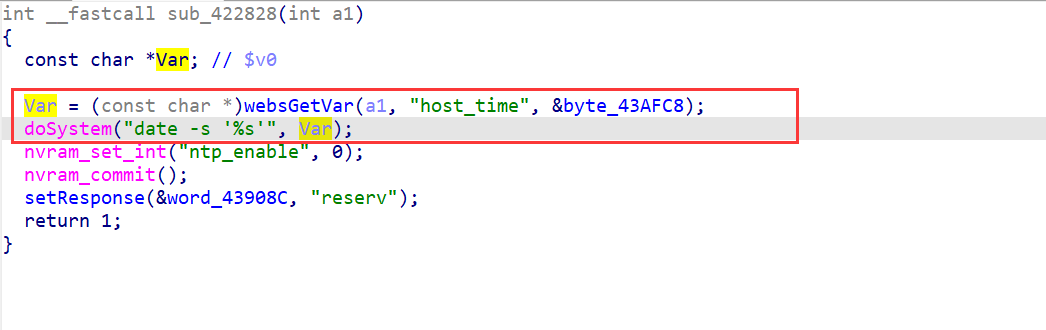 int __fastcall sub_422828(int a1)
{
  const char *Var; // $v0

  Var = (const char *)websGetVar(a1, "host_time", &byte_43AFC8);
  doSystem("date -s '%s'", Var);
  nvram_set_int("ntp_enable", 0);
  nvram_commit();
  setResponse(&word_43908C, "reserv");
  return 1;
}